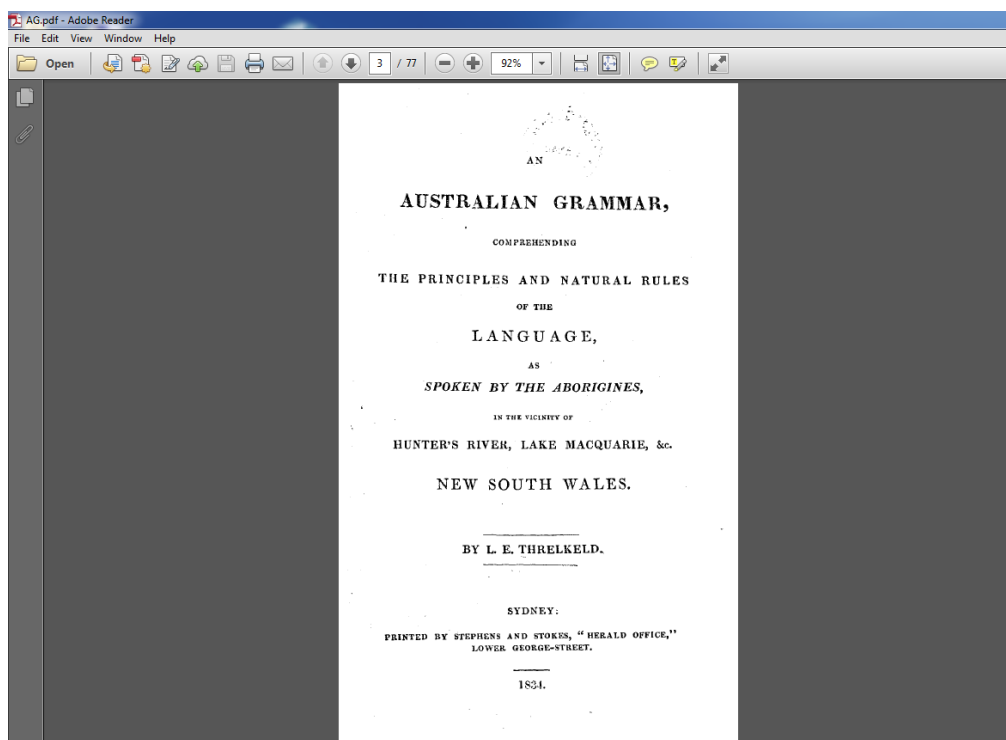 AG.pdf - Adobe Reader
File Edit View Window Help
Open 3 / 77 92%
AN
AUSTRALIAN GRAMMAR,
COMPREHENDING
THE PRINCIPLES AND NATURAL RULES
OF THE
LANGUAGE,
AS
SPOKEN BY THE ABORIGINES,
IN THE VICINITY OF
HUNTER'S RIVER, LAKE MACQUARIE, &c.
NEW SOUTH WALES.
BY L. E. THRELKELD.
SYDNEY:
PRINTED BY STEPHENS AND STOKES, "HERALD OFFICE,"
LOWER GEORGE-STREET.
1834.